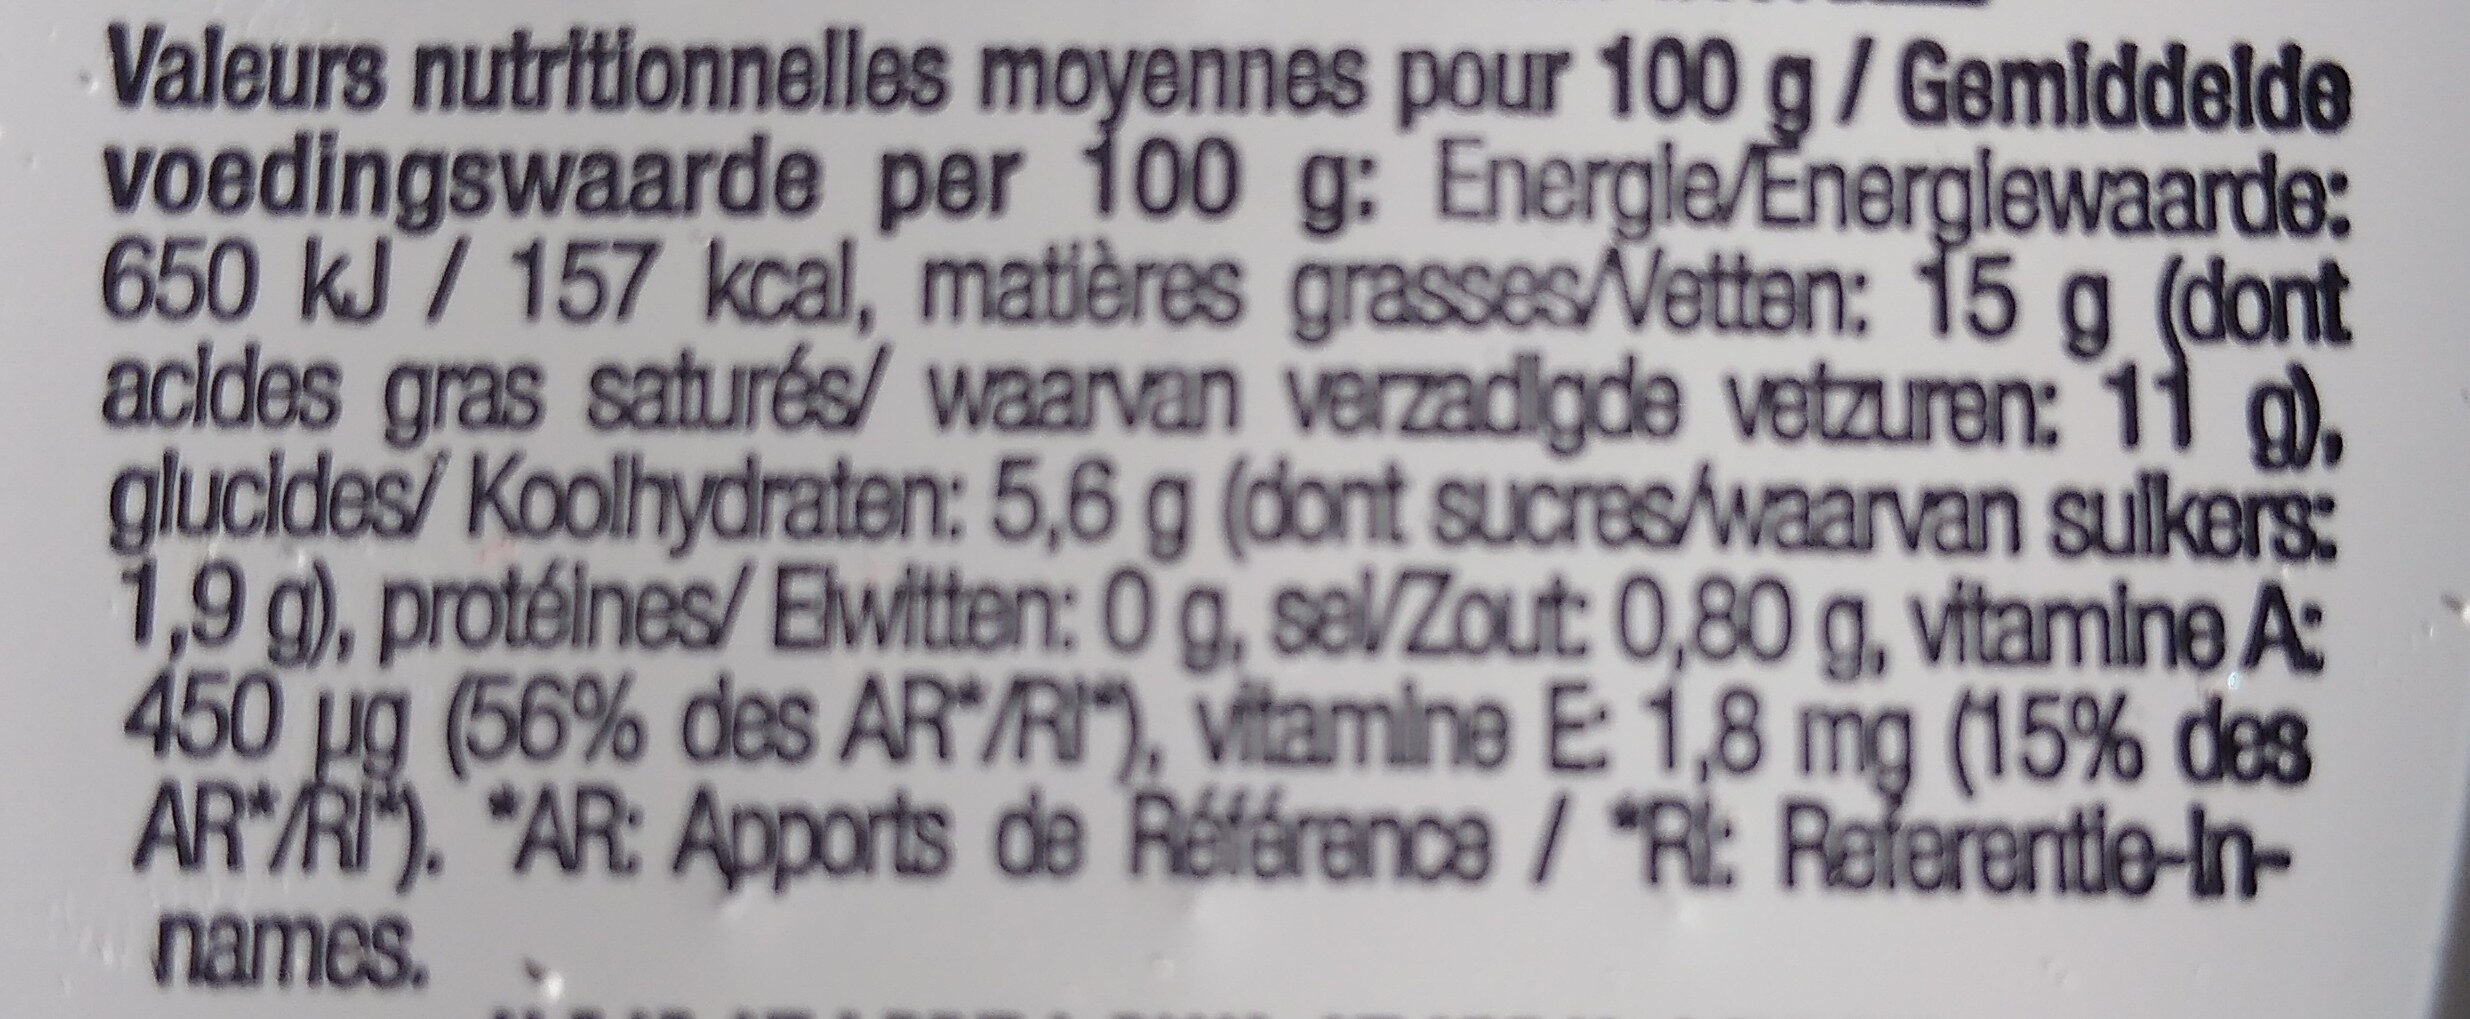 Valeurs nutritionnelles moyennes pour 100 g / Gemiddelde
voedingswaarde per 100 g: Energie/Energiewaarde:
650 kJ / 157 kcal, matières grasses/Vetten: 15 g (dont
acides gras saturés/ waarvan verzadigde vetzuren: 11 g),
glucides/ Koolhydraten: 5,6 g (dont sucres/waarvan suikers:
1,9 g), protéines/ Eiwitten: 0 g, sel/Zout: 0,80 g, vitamine A:
450 µg (56% des AR*/RI*), vitamine E: 1,8 mg (15% des
AR*/RI*). *AR: Apports de Référence / *RI: Referentie-In-
names.